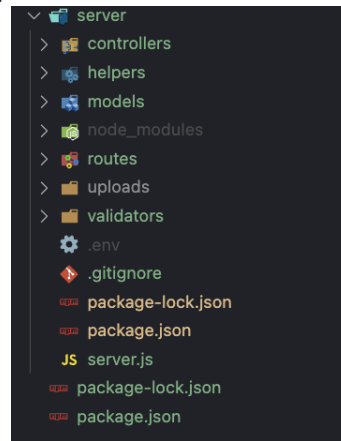 server
controllers
helpers
models
node_modules
routes
uploads
validators
.env
.gitignore
package-lock.json
package.json
JS server.js
package-lock.json
package.json